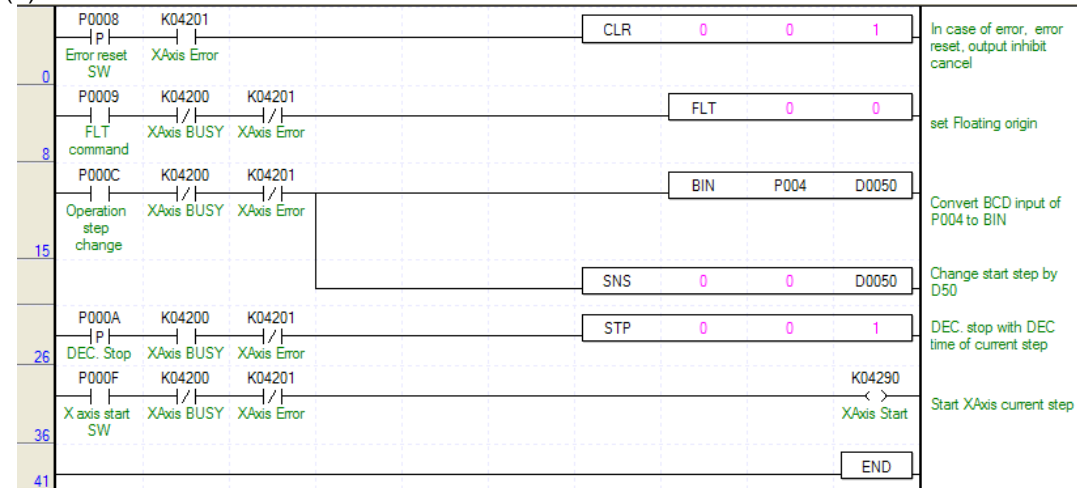 P0008 K04201
P CLR 0 0 1 In case of error, error
Error reset XAxis Error reset, output inhibit
SW cancel
0
P0009 K04200 K04201
FLT 0 0
FLT XAxis BUSY XAxis Error set Floating origin
command
8
P000C K04200 K04201
BIN P004 D0050
Operation XAxis BUSY XAxis Error Convert BCD input of
step P004 to BIN
change
15
SNS 0 0 D0050 Change start step by
D50
P000A K04200 K04201
P STP 0 0 1 DEC. stop with DEC
DEC. Stop XAxis BUSY XAxis Error time of current step
26
P000F K04200 K04201 K04290
X axis start XAxis BUSY XAxis Error XAxis Start Start XAxis current step
SW
36
END
41